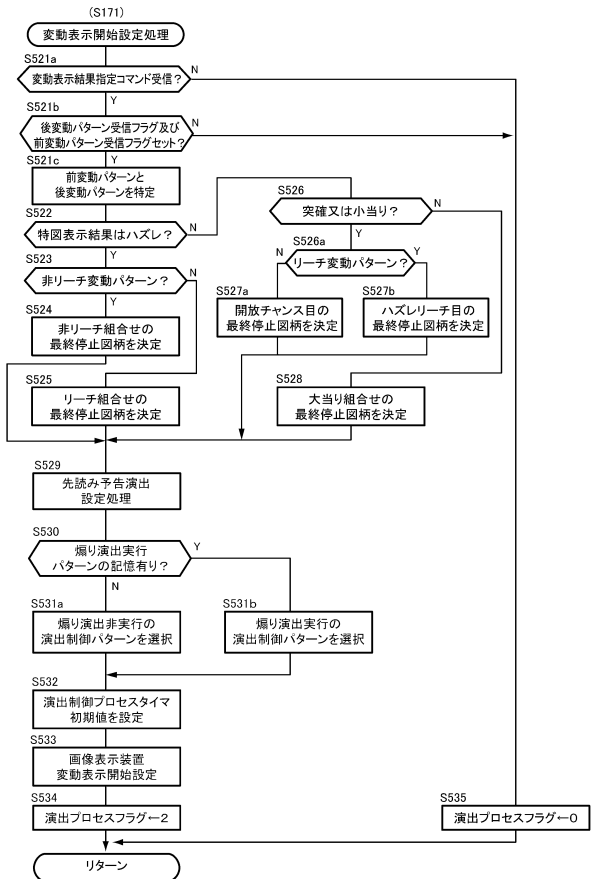 (S171)
変動表示開始設定処理
S521a
変動表示結果指定コマンド受信？
N
Y
S521b
後変動パターン受信フラグ及び
前変動パターン受信フラグセット？
N
Y
S521c
前変動パターンと
後変動パターンを特定
S522
特図表示結果はハズレ？
N
Y
S526
突確又は小当り？
N
Y
S526a
リーチ変動パターン？
N
Y
S523
非リーチ変動パターン？
N
Y
S527a
開放チャンス目の
最終停止図柄を決定
S527b
ハズレリーチ目の
最終停止図柄を決定
S524
非リーチ組合せの
最終停止図柄を決定
S525
リーチ組合せの
最終停止図柄を決定
S528
大当り組合せの
最終停止図柄を決定
S529
先読み予告演出
設定処理
S530
煽り演出実行
パターンの記憶有り？
Y
N
S531a
煽り演出非実行の
演出制御パターンを選択
S531b
煽り演出実行の
演出制御パターンを選択
S532
演出制御プロセスタイマ
初期値を設定
S533
画像表示装置
変動表示開始設定
S534
演出プロセスフラグ←2
S535
演出プロセスフラグ←0
リターン